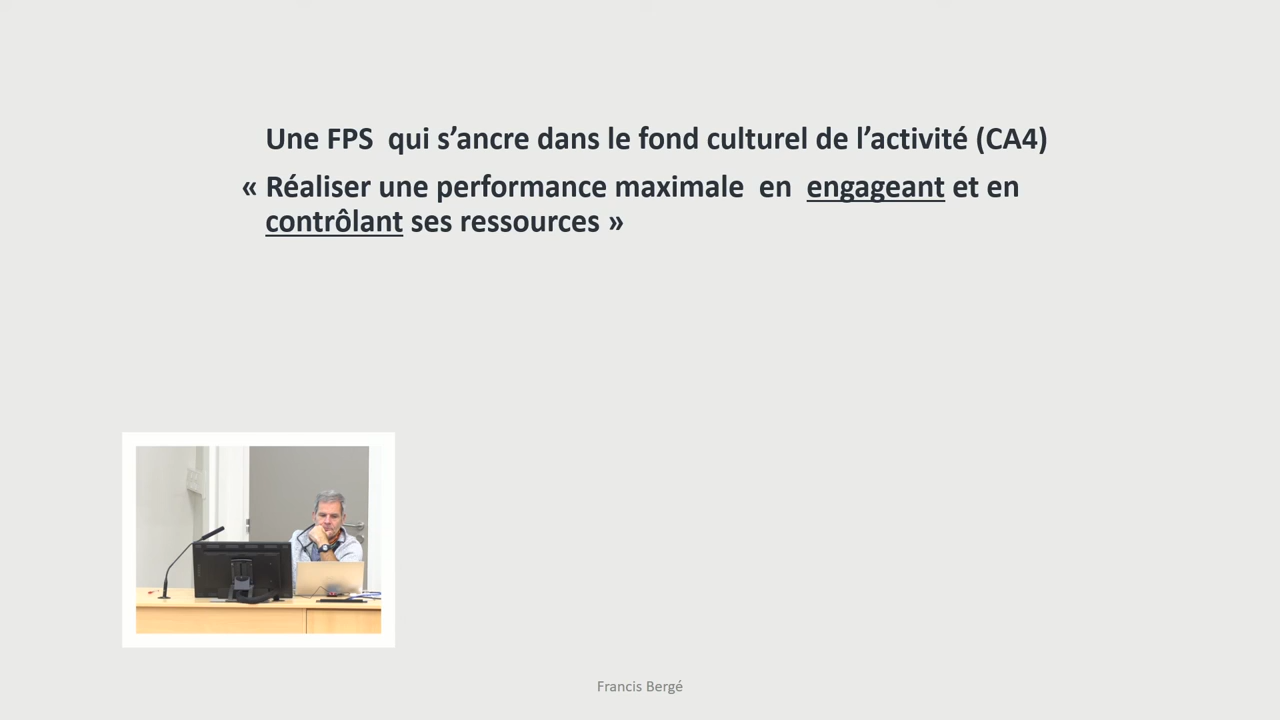 Une FPS qui s’ancre dans le fond culturel de l’activité (CA4)
« Réaliser une performance maximale en engageant et en
contrôlant ses ressources »
Francis Bergé